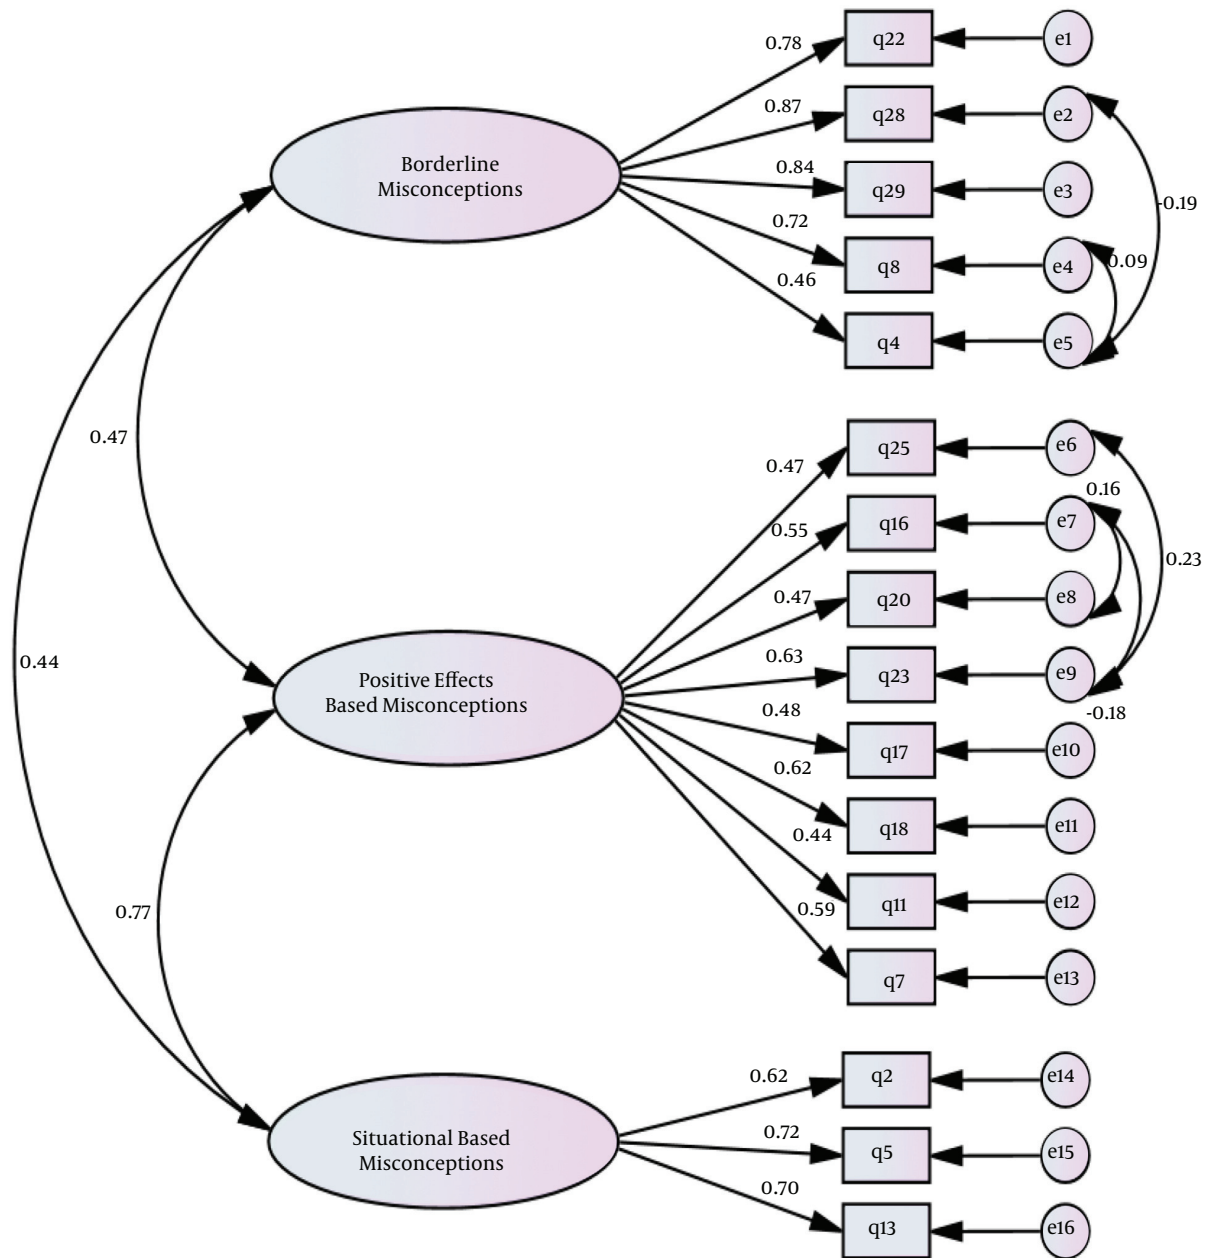 0.78
q22
e1
0.87
q28
e2
Borderline
Misconceptions
0.84
q29
e3
-0.19
0.72
q8
e4
0.09
0.46
q4
e5
0.47
0.47
q25
e6
0.16
0.55
q16
e7
0.23
0.47
q20
e8
0.44
0.63
q23
e9
Positive Effects
Based Misconceptions
-0.18
0.48
q17
e10
0.62
q18
e11
0.44
q11
e12
0.77
0.59
q7
e13
0.62
q2
e14
Situational Based
Misconceptions
0.72
q5
e15
0.70
q13
e16